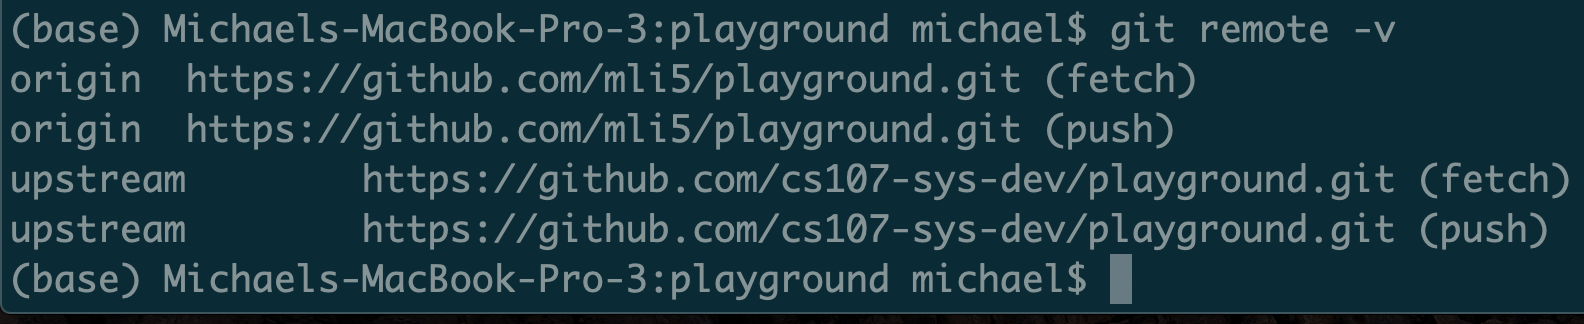 (base) Michaels-MacBook-Pro-3:playground michael$ git remote -v
origin  https://github.com/mli5/playground.git (fetch)
origin  https://github.com/mli5/playground.git (push)
upstream        https://github.com/cs107-sys-dev/playground.git (fetch)
upstream        https://github.com/cs107-sys-dev/playground.git (push)
(base) Michaels-MacBook-Pro-3:playground michael$